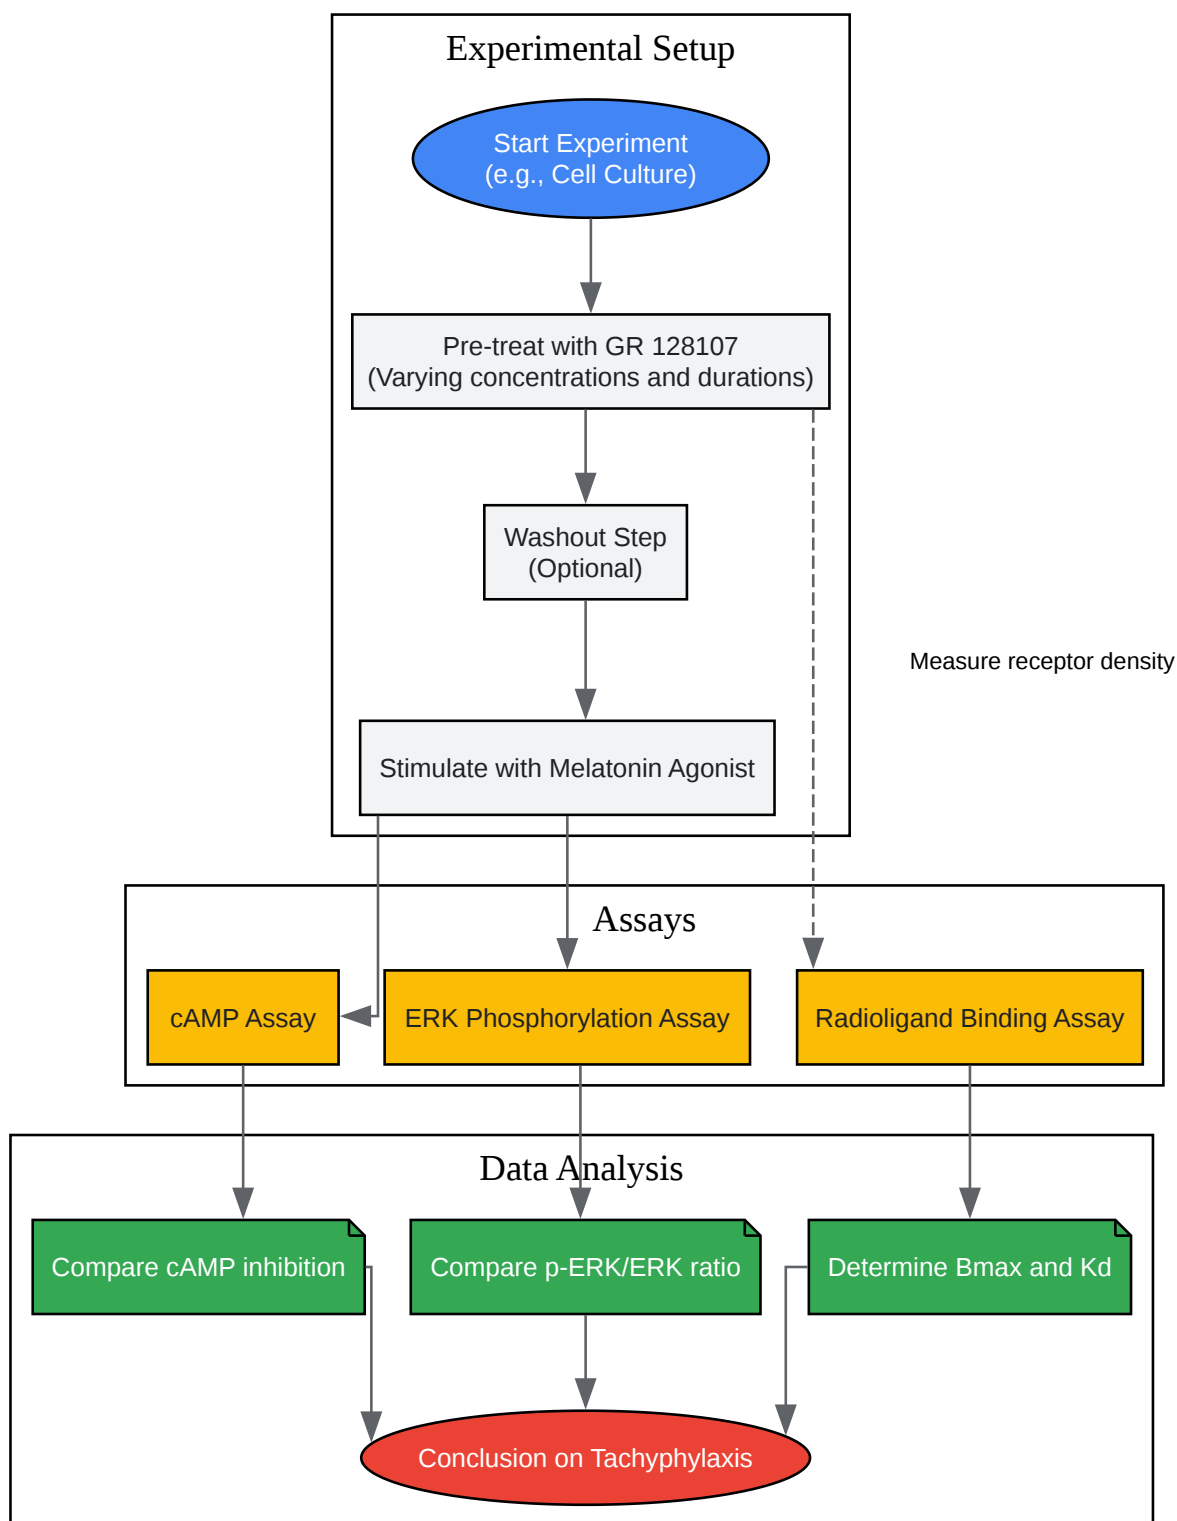 Experimental Setup
Start Experiment
(e.g., Cell Culture)
Pre-treat with GR 128107
(Varying concentrations and durations)
Washout Step
(Optional)
Measure receptor density
Stimulate with Melatonin Agonist
Assays
cAMP Assay
ERK Phosphorylation Assay
Radioligand Binding Assay
Data Analysis
Compare cAMP inhibition
Compare p-ERK/ERK ratio
Determine Bmax and Kd
Conclusion on Tachyphylaxis